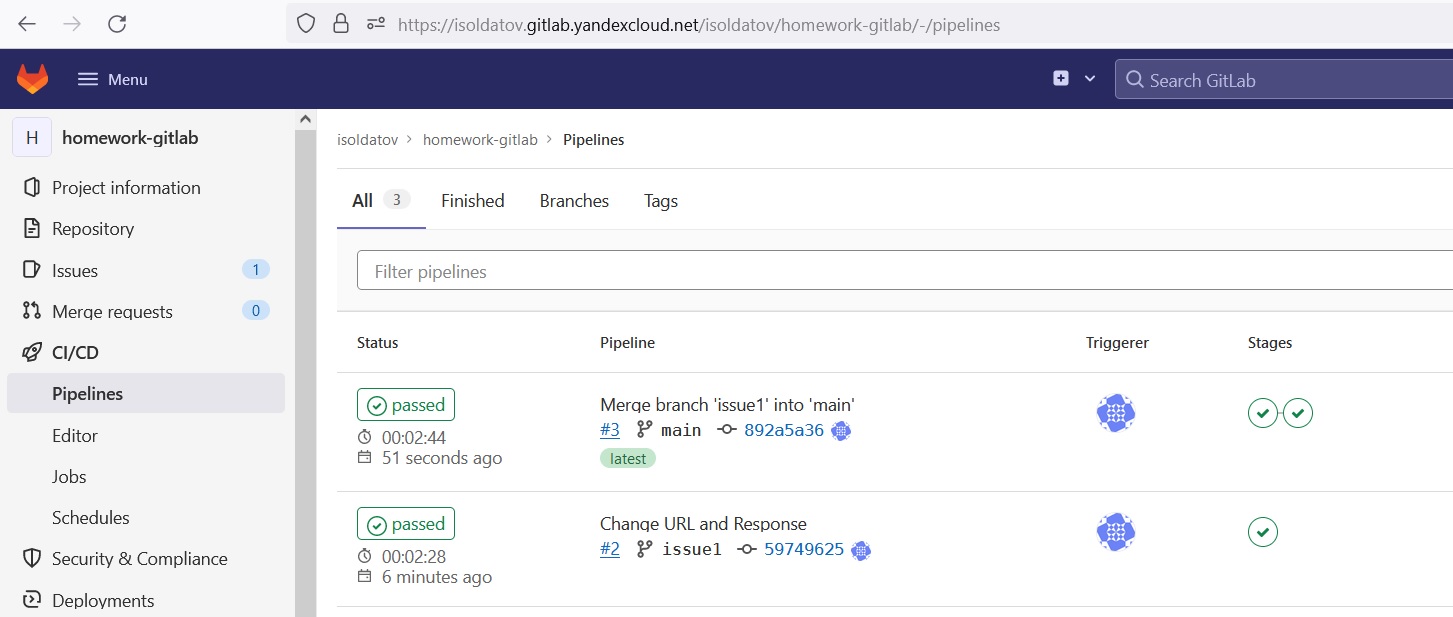 https://isoldatov.gitlab.yandexcloud.net/isoldatov/homework-gitlab/-/pipelines
Menu
Search GitLab
H homework-gitlab
Project information
Repository
Issues 1
Merge requests 0
CI/CD
Pipelines
Editor
Jobs
Schedules
Security & Compliance
Deployments
isoldatov > homework-gitlab > Pipelines
All 3 Finished Branches Tags
Filter pipelines
Status Pipeline Triggerer Stages
passed
00:02:44
51 seconds ago
Merge branch 'issue1' into 'main'
#3 main 892a5a36
latest
passed
00:02:28
6 minutes ago
Change URL and Response
#2 issue1 59749625